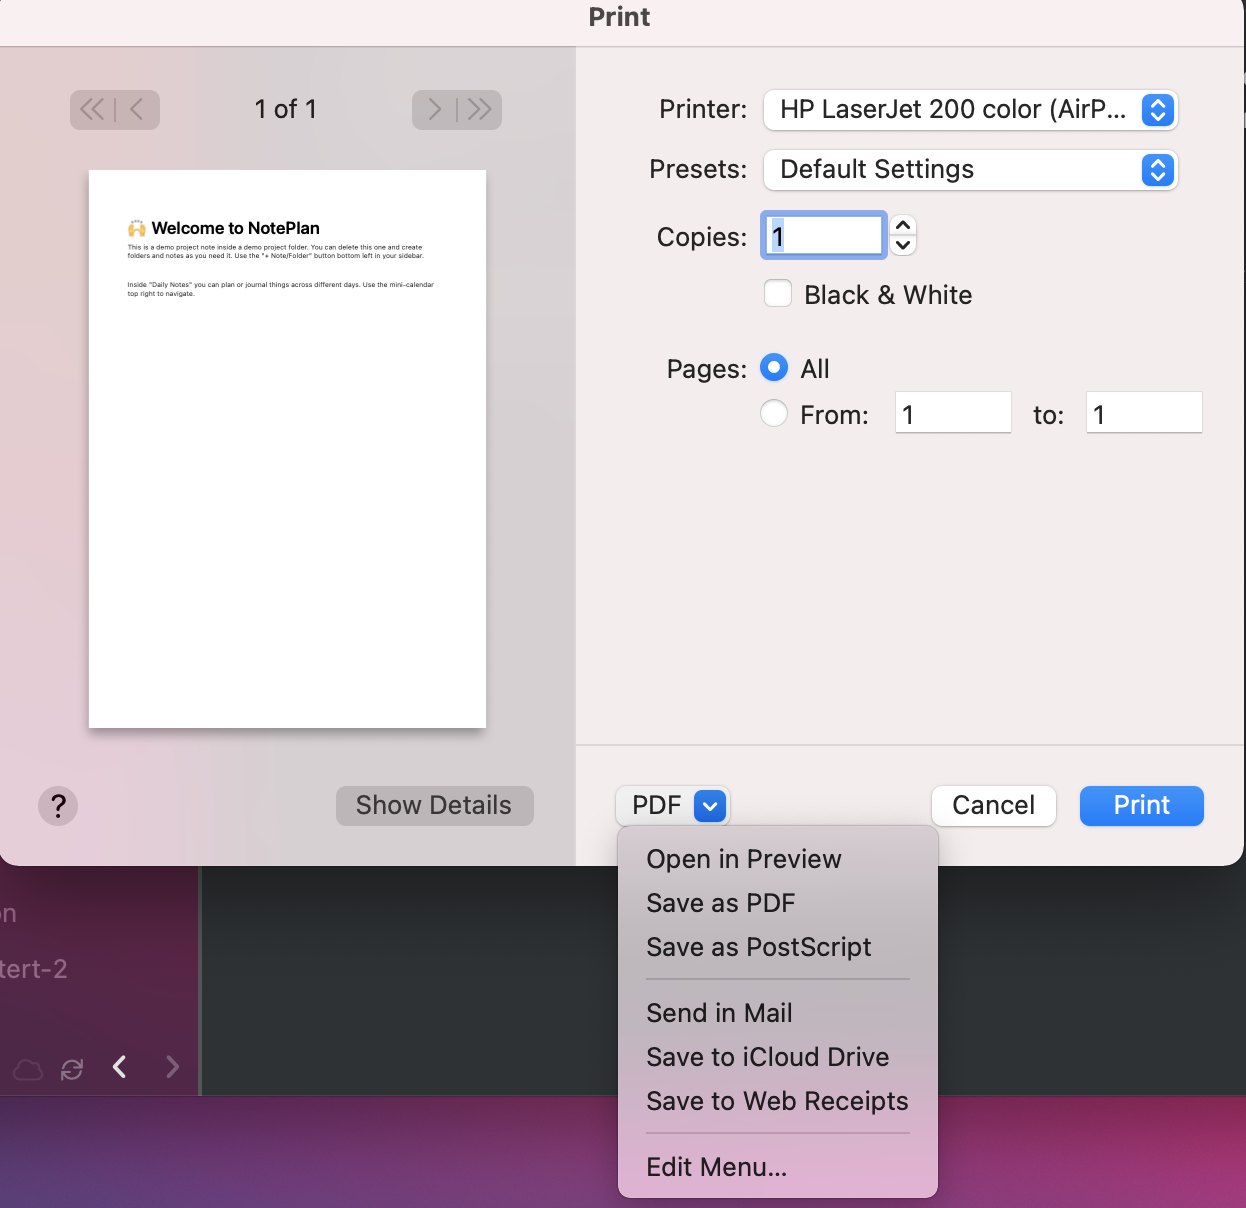 Print
1 of 1
🙌 Welcome to NotePlan
This is a demo project note inside a demo project folder. You can delete this one and create
folders and notes as you need it. Use the "+ Note/Folder" button bottom left in your sidebar.
Inside "Daily Notes" you can plan or journal things across different days. Use the mini-calendar
top right to navigate.
? Show Details
Printer: HP LaserJet 200 color (AirP...
Presets: Default Settings
Copies: 1
Black & White
Pages: All
From: 1 to: 1
PDF Cancel Print
Open in Preview
Save as PDF
Save as PostScript
Send in Mail
Save to iCloud Drive
Save to Web Receipts
Edit Menu...
on
tert-2